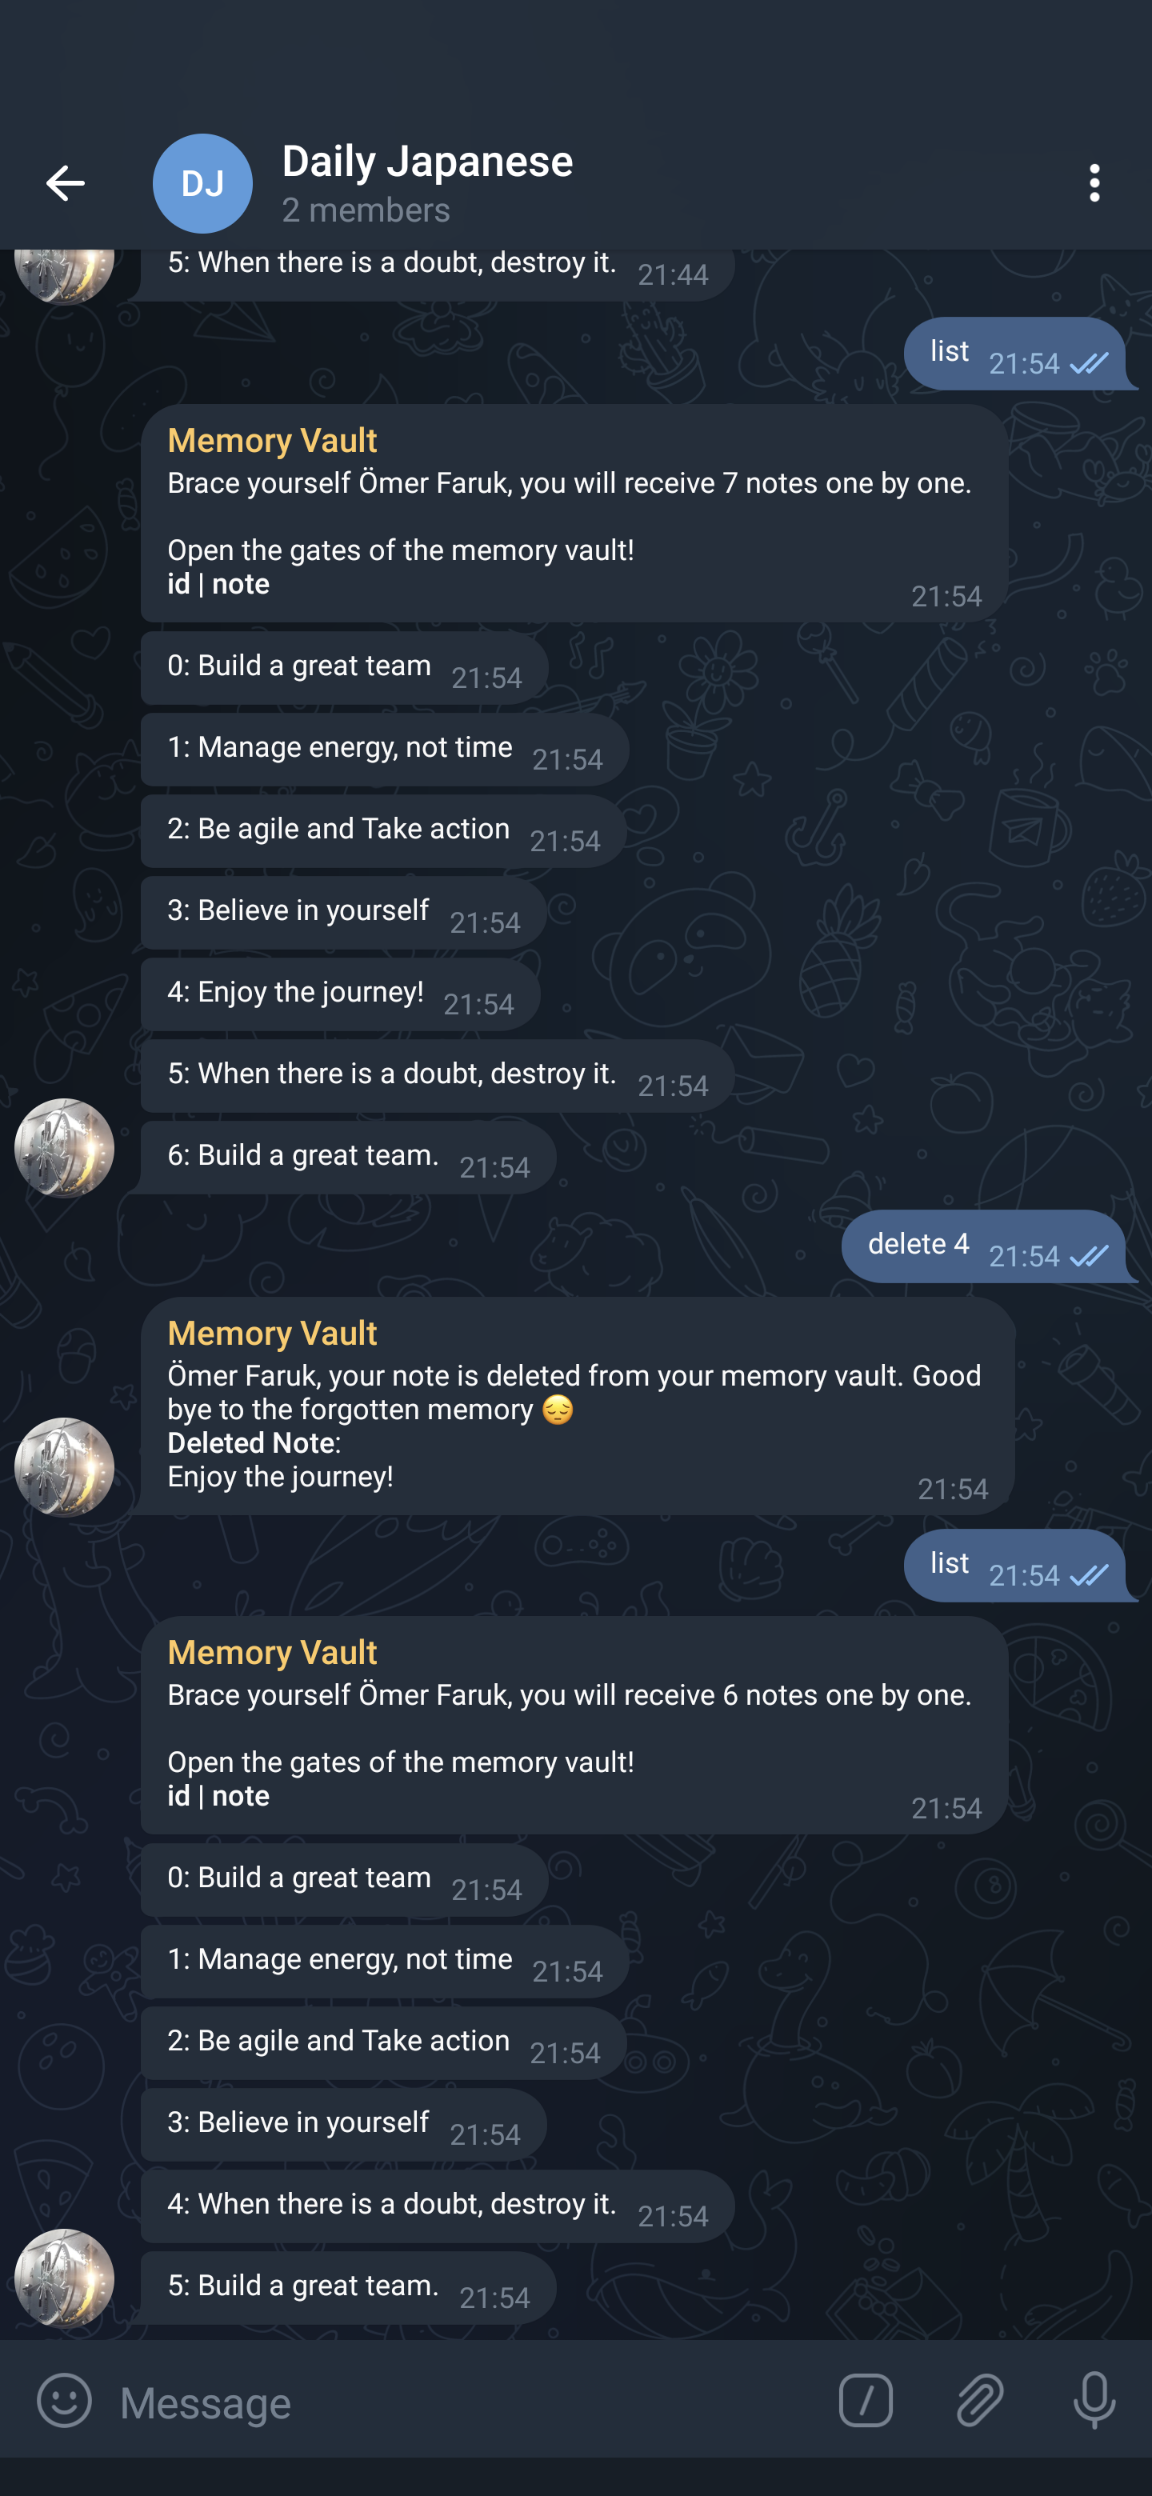 DJ
Daily Japanese
2 members
5: When there is a doubt, destroy it. 21:44
list 21:54
Memory Vault
Brace yourself Ömer Faruk, you will receive 7 notes one by one.
Open the gates of the memory vault!
id | note
21:54
0: Build a great team 21:54
1: Manage energy, not time 21:54
2: Be agile and Take action 21:54
3: Believe in yourself 21:54
4: Enjoy the journey! 21:54
5: When there is a doubt, destroy it. 21:54
6: Build a great team. 21:54
delete 4 21:54
Memory Vault
Ömer Faruk, your note is deleted from your memory vault. Good
bye to the forgotten memory 😔
Deleted Note:
Enjoy the journey!
21:54
list 21:54
Memory Vault
Brace yourself Ömer Faruk, you will receive 6 notes one by one.
Open the gates of the memory vault!
id | note
21:54
0: Build a great team 21:54
1: Manage energy, not time 21:54
2: Be agile and Take action 21:54
3: Believe in yourself 21:54
4: When there is a doubt, destroy it. 21:54
5: Build a great team. 21:54
Message